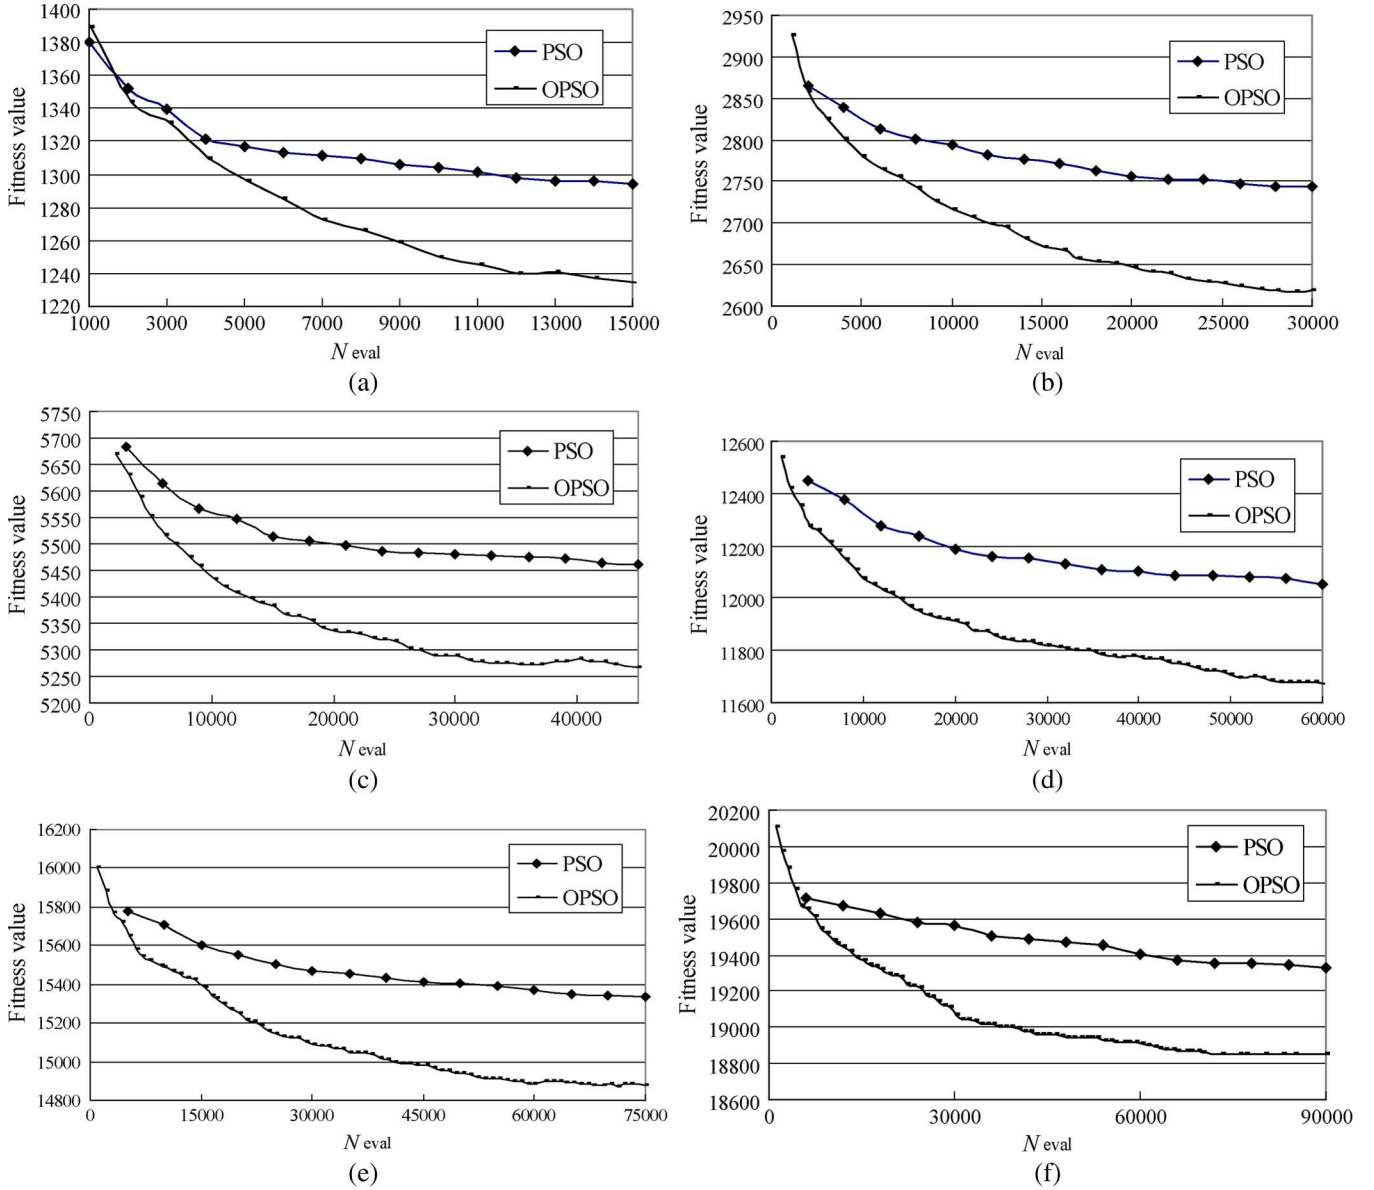 1400
1380
1360
1340
1320
1300
1280
1260
1240
1220
Fitness value
PSO
OPSO
1000 3000 5000 7000 9000 11000 13000 15000
N eval
(a)
2950
2900
2850
2800
2750
2700
2650
2600
Fitness value
PSO
OPSO
0 5000 10000 15000 20000 25000 30000
N eval
(b)
5750
5700
5650
5600
5550
5500
5450
5400
5350
5300
5250
5200
Fitness value
PSO
OPSO
0 10000 20000 30000 40000
N eval
(c)
12600
12400
12200
12000
11800
11600
Fitness value
PSO
OPSO
0 10000 20000 30000 40000 50000 60000
N eval
(d)
16200
16000
15800
15600
15400
15200
15000
14800
Fitness value
PSO
OPSO
0 15000 30000 45000 60000 75000
N eval
(e)
20200
20000
19800
19600
19400
19200
19000
18800
18600
Fitness value
PSO
OPSO
0 30000 60000 90000
N eval
(f)